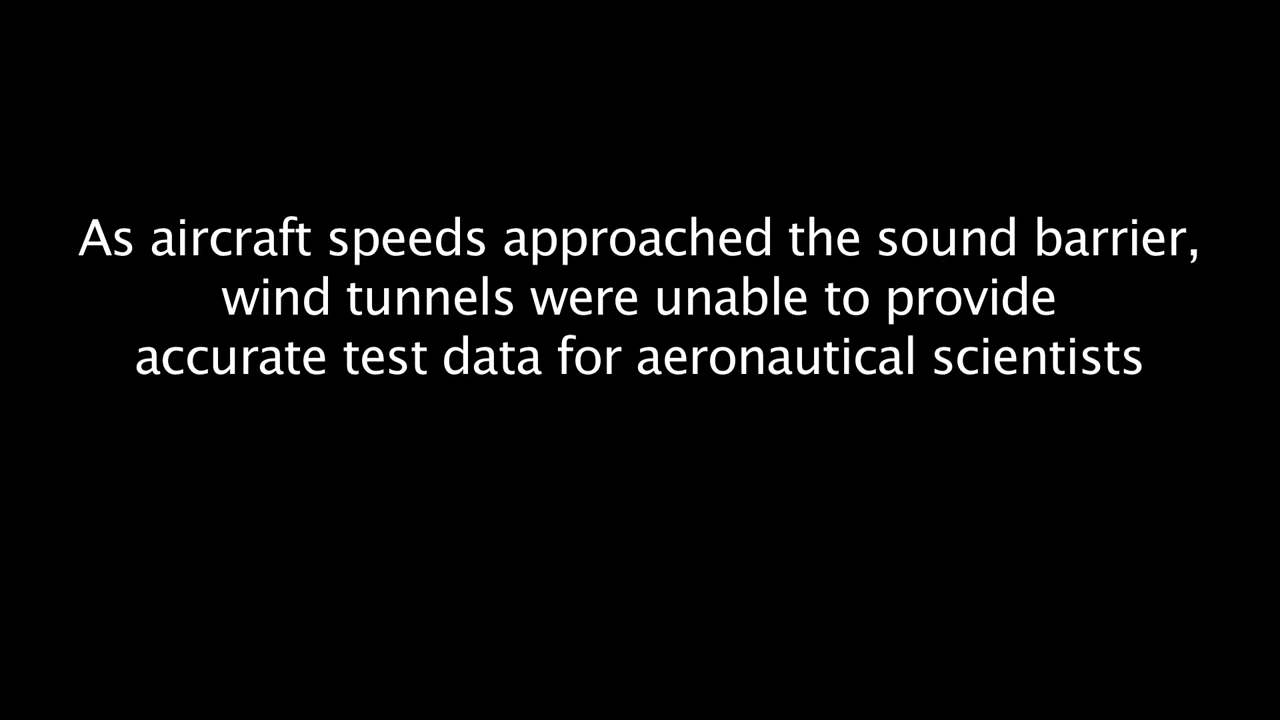 As aircraft speeds approached the sound barrier,
wind tunnels were unable to provide
accurate test data for aeronautical scientists